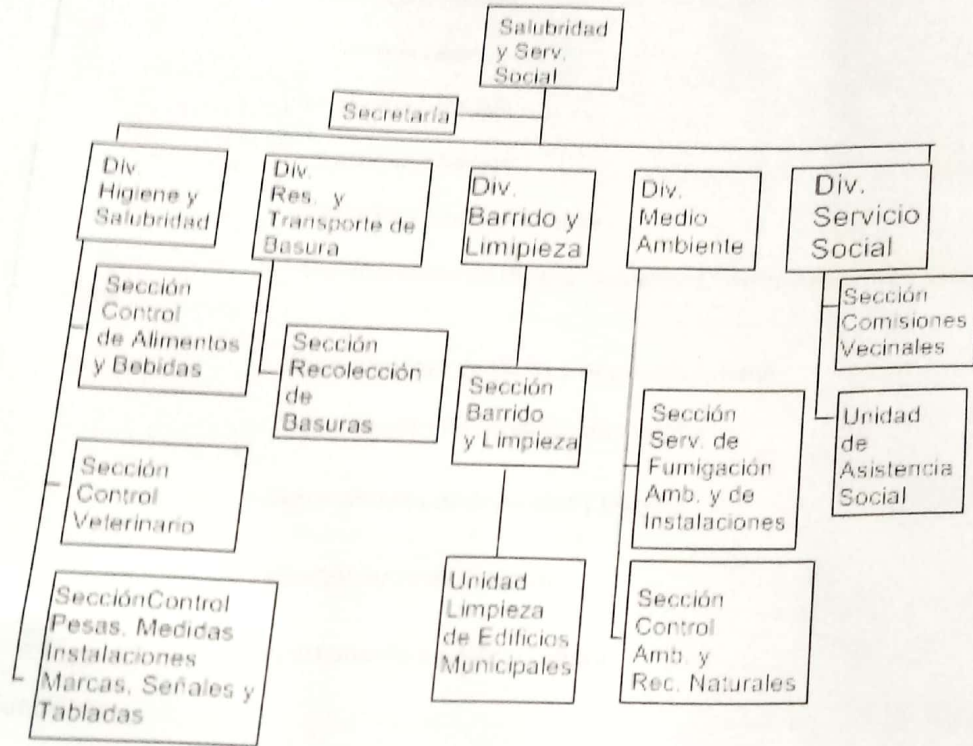 Salubridad
y Serv.
Social
Secretaría
Div.
Higiene y
Salubridad
Div.
Res. y
Transporte de
Basura
Div.
Barrido y
Limipieza
Div.
Medio
Ambiente
Div.
Servicio
Social
Sección
Control
de Alimentos
y Bebidas
Sección
Control
Veterinario
SecciónControl
Pesas. Medidas
Instalaciones
Marcas, Señales y
Tabladas
Sección
Recolección
de
Basuras
Sección
Barrido
y Limpieza
Unidad
Limpieza
de Edificios
Municipales
Sección
Serv. de
Fumigación
Amb. y de
Instalaciones
Sección
Control
Amb. y
Rec. Naturales
Sección
Comisiones
Vecinales
Unidad
de
Asistencia
Social